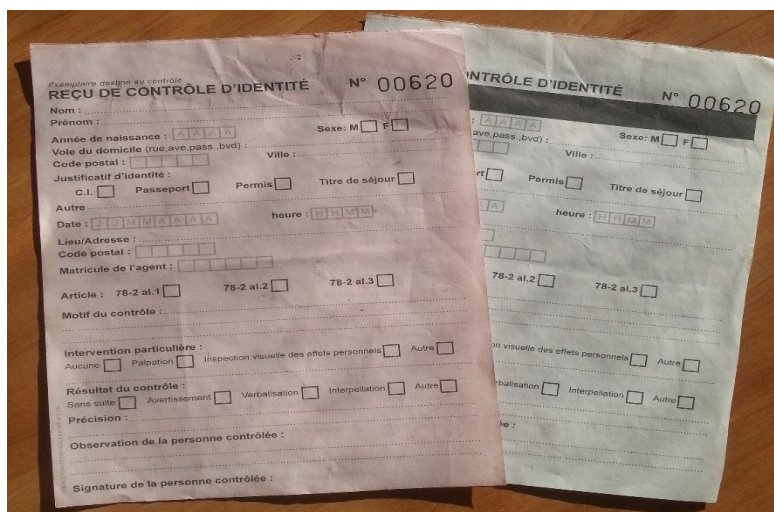 Exemplaire destiné au contrôlé
REÇU DE CONTRÔLE D'IDENTITÉ N° 00620
Nom :
Prénom :
Année de naissance : A A A A Sexe: M F
Voie du domicile (rue,ave,pass.,bvd) :
Code postal : Ville :
Justificatif d'identité :
C.I. Passeport Permis Titre de séjour
Autre
Date : J J M M A A A A heure : H H M M
Lieu/Adresse :
Code postal :
Matricule de l'agent :
Article : 78-2 al.1 78-2 al.2 78-2 al.3
Motif du contrôle :
Intervention particulière :
Aucune Palpation Inspection visuelle des effets personnels Autre
Résultat du contrôle :
Sans suite Avertissement Verbalisation Interpellation Autre
Précision :
Observation de la personne contrôlée :
Signature de la personne contrôlée :
NTRÔLE D'IDENTITÉ N° 00620
: A A A A Sexe: M F
ave,pass.,bvd) :
Ville :
rt Permis Titre de séjour
A A heure : H H M M
78-2 al.2 78-2 al.3
on visuelle des effets personnels Autre
rbalisation Interpellation Autre
ée :